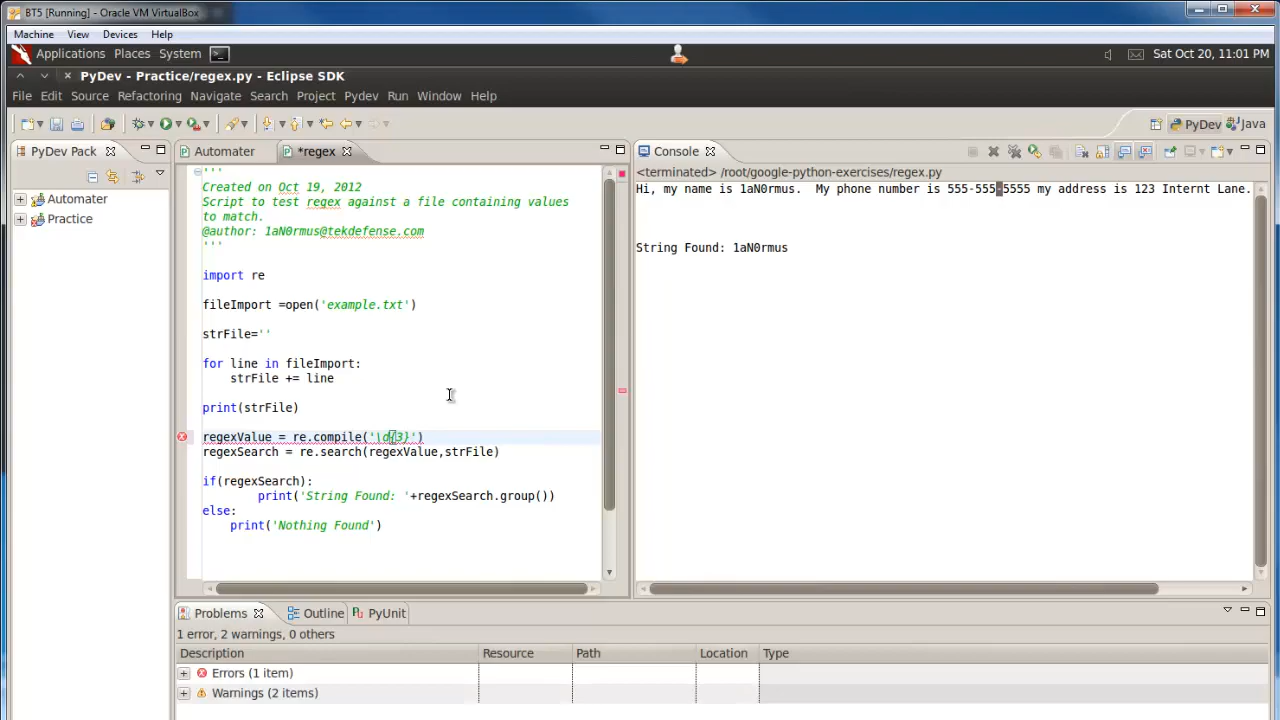 BT5 [Running] - Oracle VM VirtualBox
Machine View Devices Help
Applications Places System Sat Oct 20, 11:01 PM
PyDev - Practice/regex.py - Eclipse SDK
File Edit Source Refactoring Navigate Search Project Pydev Run Window Help
PyDev Java
PyDev Pack Automater *regex Console
<terminated> /root/google-python-exercises/regex.py
Automater
Practice
'''
Created on Oct 19, 2012
Script to test regex against a file containing values
to match.
@author: 1aN0rmus@tekdefense.com
'''
import re
fileImport =open('example.txt')
strFile=''
for line in fileImport:
strFile += line
print(strFile)
regexValue = re.compile('\d{3}')
regexSearch = re.search(regexValue,strFile)
if(regexSearch):
print('String Found: '+regexSearch.group())
else:
print('Nothing Found')
Hi, my name is 1aN0rmus.  My phone number is 555-555-5555 my address is 123 Internt Lane.
String Found: 1aN0rmus
Problems Outline PyUnit
1 error, 2 warnings, 0 others
Description Resource Path Location Type
Errors (1 item)
Warnings (2 items)